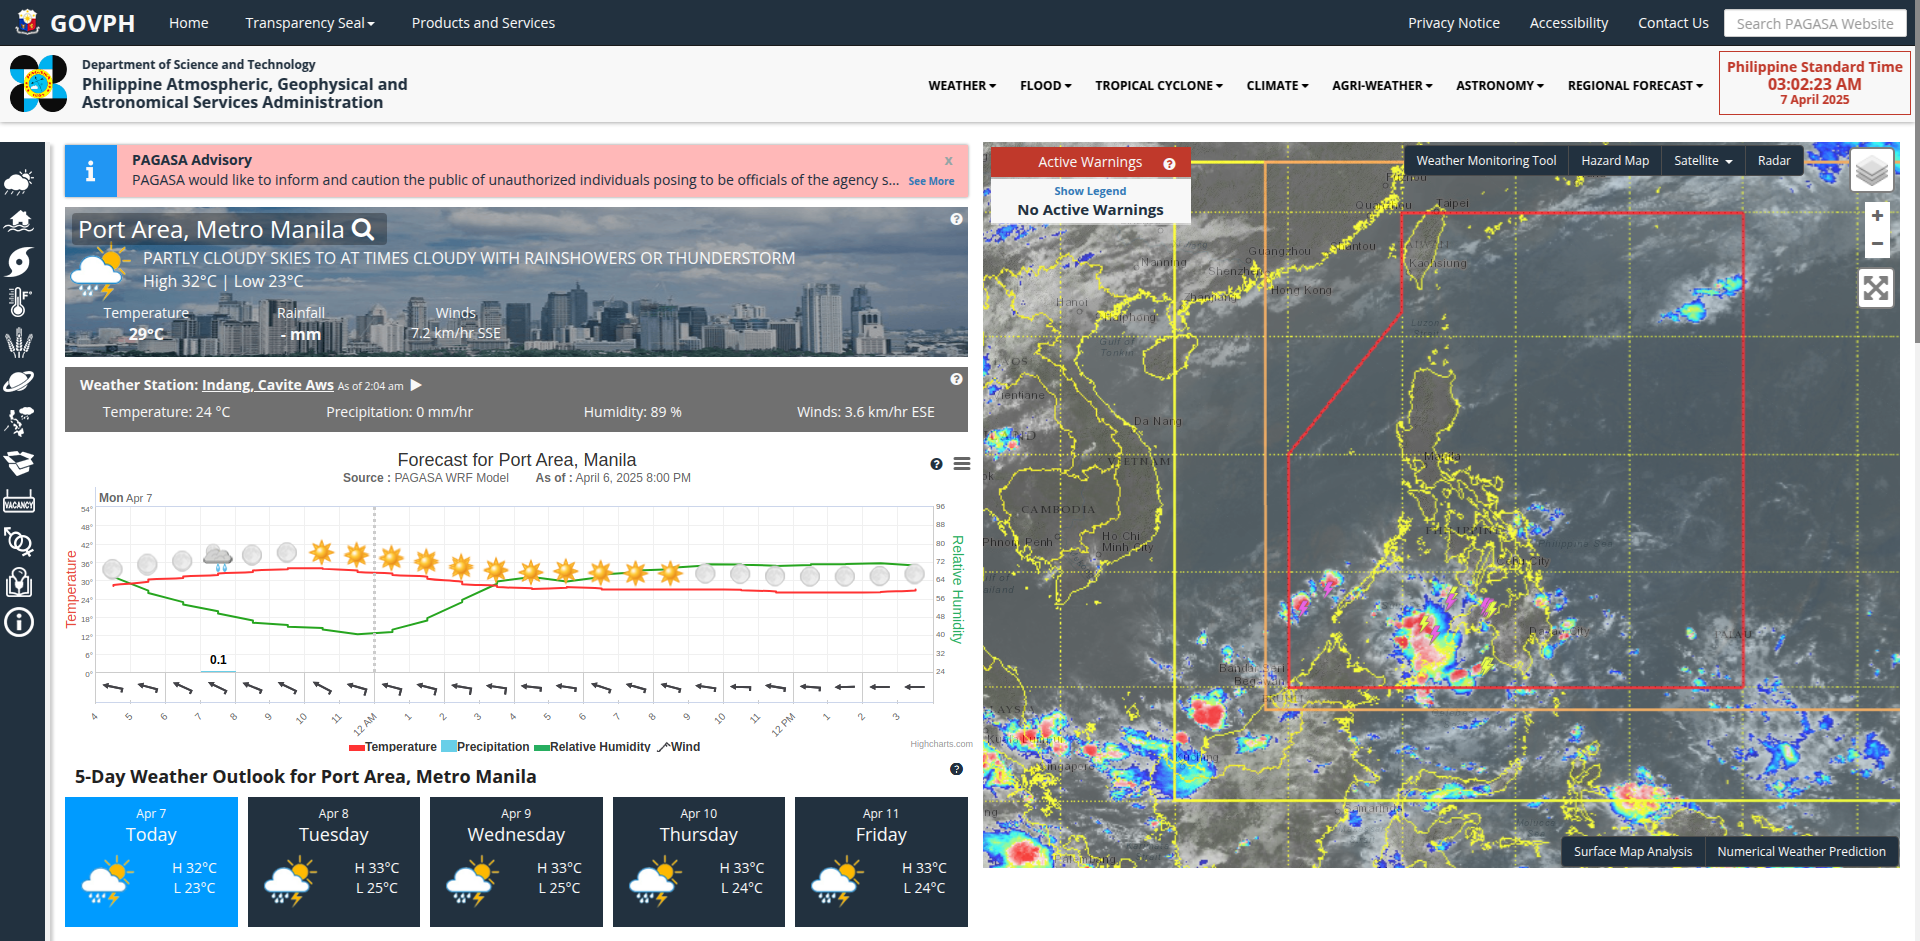 GOVPH
Home
Transparency Seal
Products and Services
Privacy Notice
Accessibility
Contact Us
Search PAGASA Website
Department of Science and Technology
Philippine Atmospheric, Geophysical and
Astronomical Services Administration
WEATHER
FLOOD
TROPICAL CYCLONE
CLIMATE
AGRI-WEATHER
ASTRONOMY
REGIONAL FORECAST
Philippine Standard Time
03:02:23 AM
7 April 2025
VACANCY
PAGASA Advisory
x
PAGASA would like to inform and caution the public of unauthorized individuals posing to be officials of the agency s... See More
Port Area, Metro Manila
PARTLY CLOUDY SKIES TO AT TIMES CLOUDY WITH RAINSHOWERS OR THUNDERSTORM
High 32°C | Low 23°C
Temperature Rainfall Winds
29°C - mm 7.2 km/hr SSE
Weather Station: Indang, Cavite Aws As of 2:04 am
Temperature: 24 °C Precipitation: 0 mm/hr Humidity: 89 % Winds: 3.6 km/hr ESE
Forecast for Port Area, Manila
Source : PAGASA WRF Model As of : April 6, 2025 8:00 PM
Mon Apr 7
Temperature
54°
48°
42°
36°
30°
24°
18°
12°
6°
0°
0.1
96
88
80
72
64
56
48
40
32
24
Relative Humidity
4 5 6 7 8 9 10 11 12 AM 1 2 3 4 5 6 7 8 9 10 11 12 PM 1 2 3
Temperature Precipitation Relative Humidity Wind
Highcharts.com
5-Day Weather Outlook for Port Area, Metro Manila
Apr 7
Today
H 32°C
L 23°C
Apr 8
Tuesday
H 33°C
L 25°C
Apr 9
Wednesday
H 33°C
L 25°C
Apr 10
Thursday
H 33°C
L 24°C
Apr 11
Friday
H 33°C
L 24°C
Active Warnings
Show Legend
No Active Warnings
Weather Monitoring Tool
Hazard Map
Satellite
Radar
+
−
Taipei
Guangzhou
Shenzhen
Hong Kong
Kaohsiung
Nanning
Hanoi
Haiphong
Gulf of
Tonkin
Da Nang
VIETNAM
CAMBODIA
Phnom Penh
Ho Chi
Minh City
Manila
PALAU
Surface Map Analysis
Numerical Weather Prediction